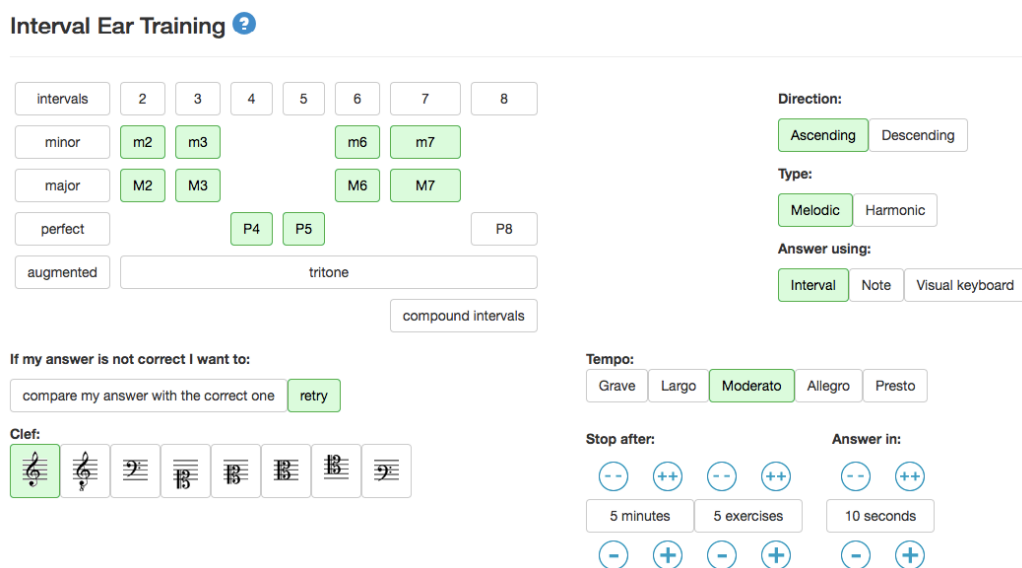 Interval Ear Training ?
intervals 2 3 4 5 6 7 8
minor m2 m3 m6 m7
major M2 M3 M6 M7
perfect P4 P5 P8
augmented tritone
compound intervals
Direction:
Ascending Descending
Type:
Melodic Harmonic
Answer using:
Interval Note Visual keyboard
If my answer is not correct I want to:
compare my answer with the correct one retry
Clef:
8
Tempo:
Grave Largo Moderato Allegro Presto
Stop after: Answer in:
-- ++ -- ++ -- ++
5 minutes 5 exercises 10 seconds
- + - + - +